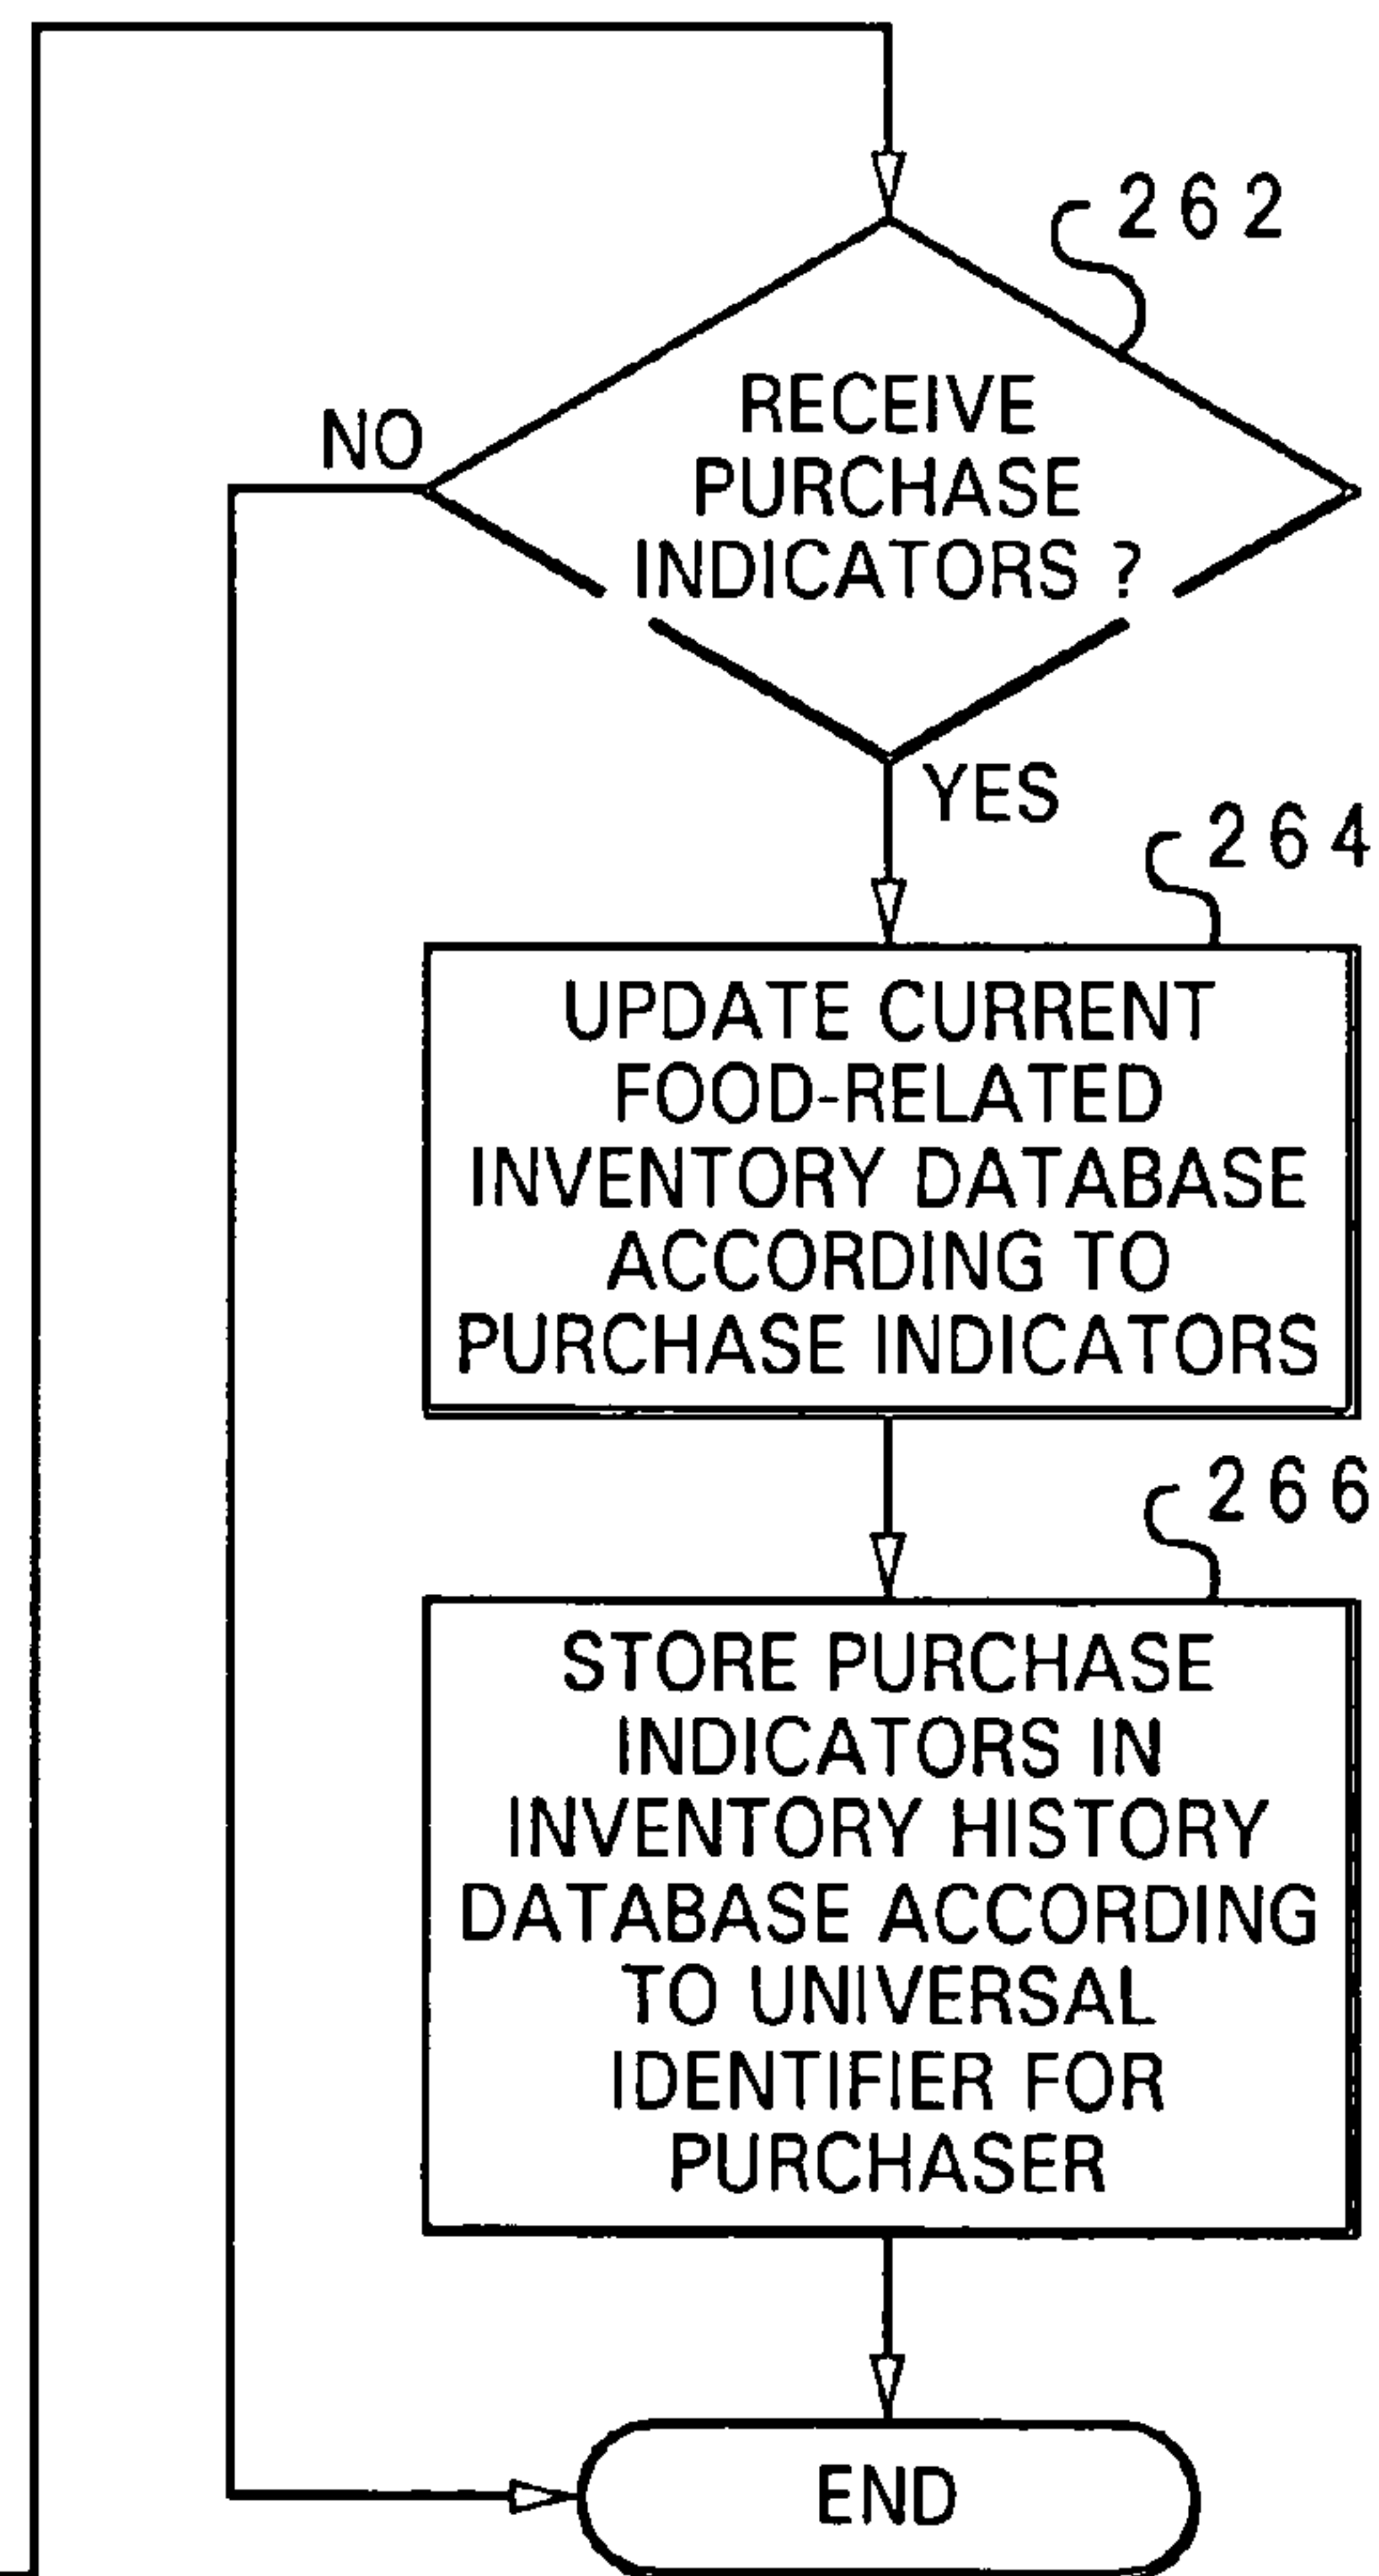 262
RECEIVE
PURCHASE
INDICATORS ?
NO
YES
264
UPDATE CURRENT
FOOD-RELATED
INVENTORY DATABASE
ACCORDING TO
PURCHASE INDICATORS
266
STORE PURCHASE
INDICATORS IN
INVENTORY HISTORY
DATABASE ACCORDING
TO UNIVERSAL
IDENTIFIER FOR
PURCHASER
END